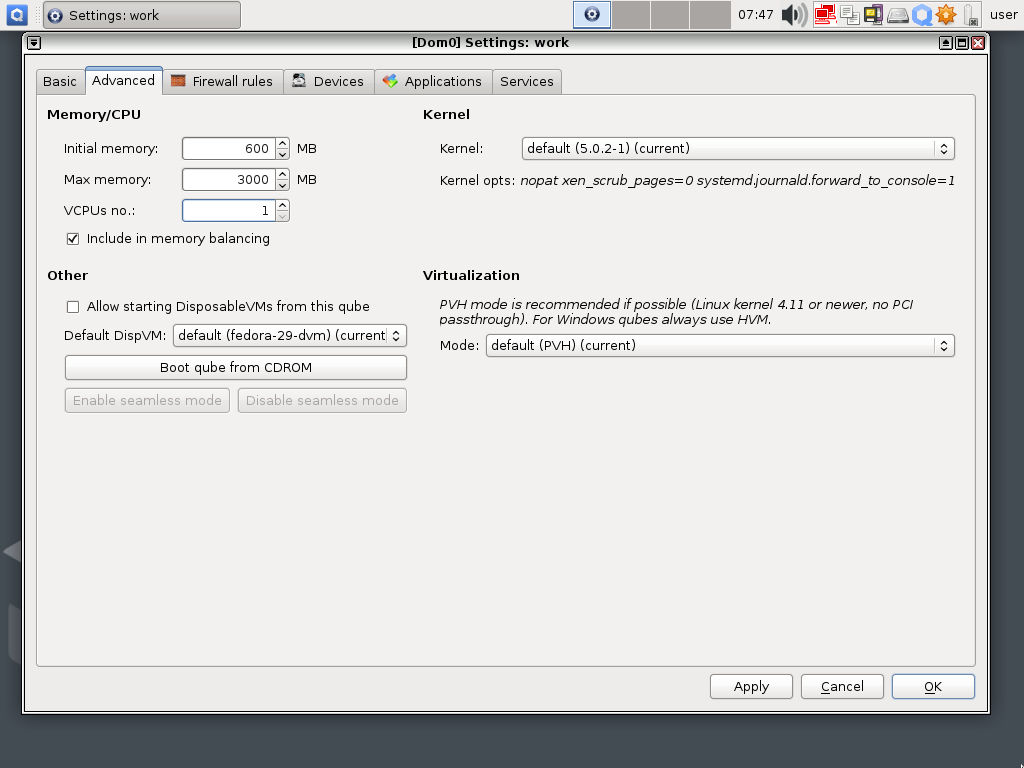 Settings: work
07:47
user
[Dom0] Settings: work
Basic
Advanced
Firewall rules
Devices
Applications
Services
Memory/CPU
Initial memory: 600 MB
Max memory: 3000 MB
VCPUs no.: 1
Include in memory balancing
Kernel
Kernel: default (5.0.2-1) (current)
Kernel opts: nopat xen_scrub_pages=0 systemd.journald.forward_to_console=1
Other
Allow starting DisposableVMs from this qube
Default DispVM: default (fedora-29-dvm) (current
Boot qube from CDROM
Enable seamless mode
Disable seamless mode
Virtualization
PVH mode is recommended if possible (Linux kernel 4.11 or newer, no PCI
passthrough). For Windows qubes always use HVM.
Mode: default (PVH) (current)
Apply
Cancel
OK